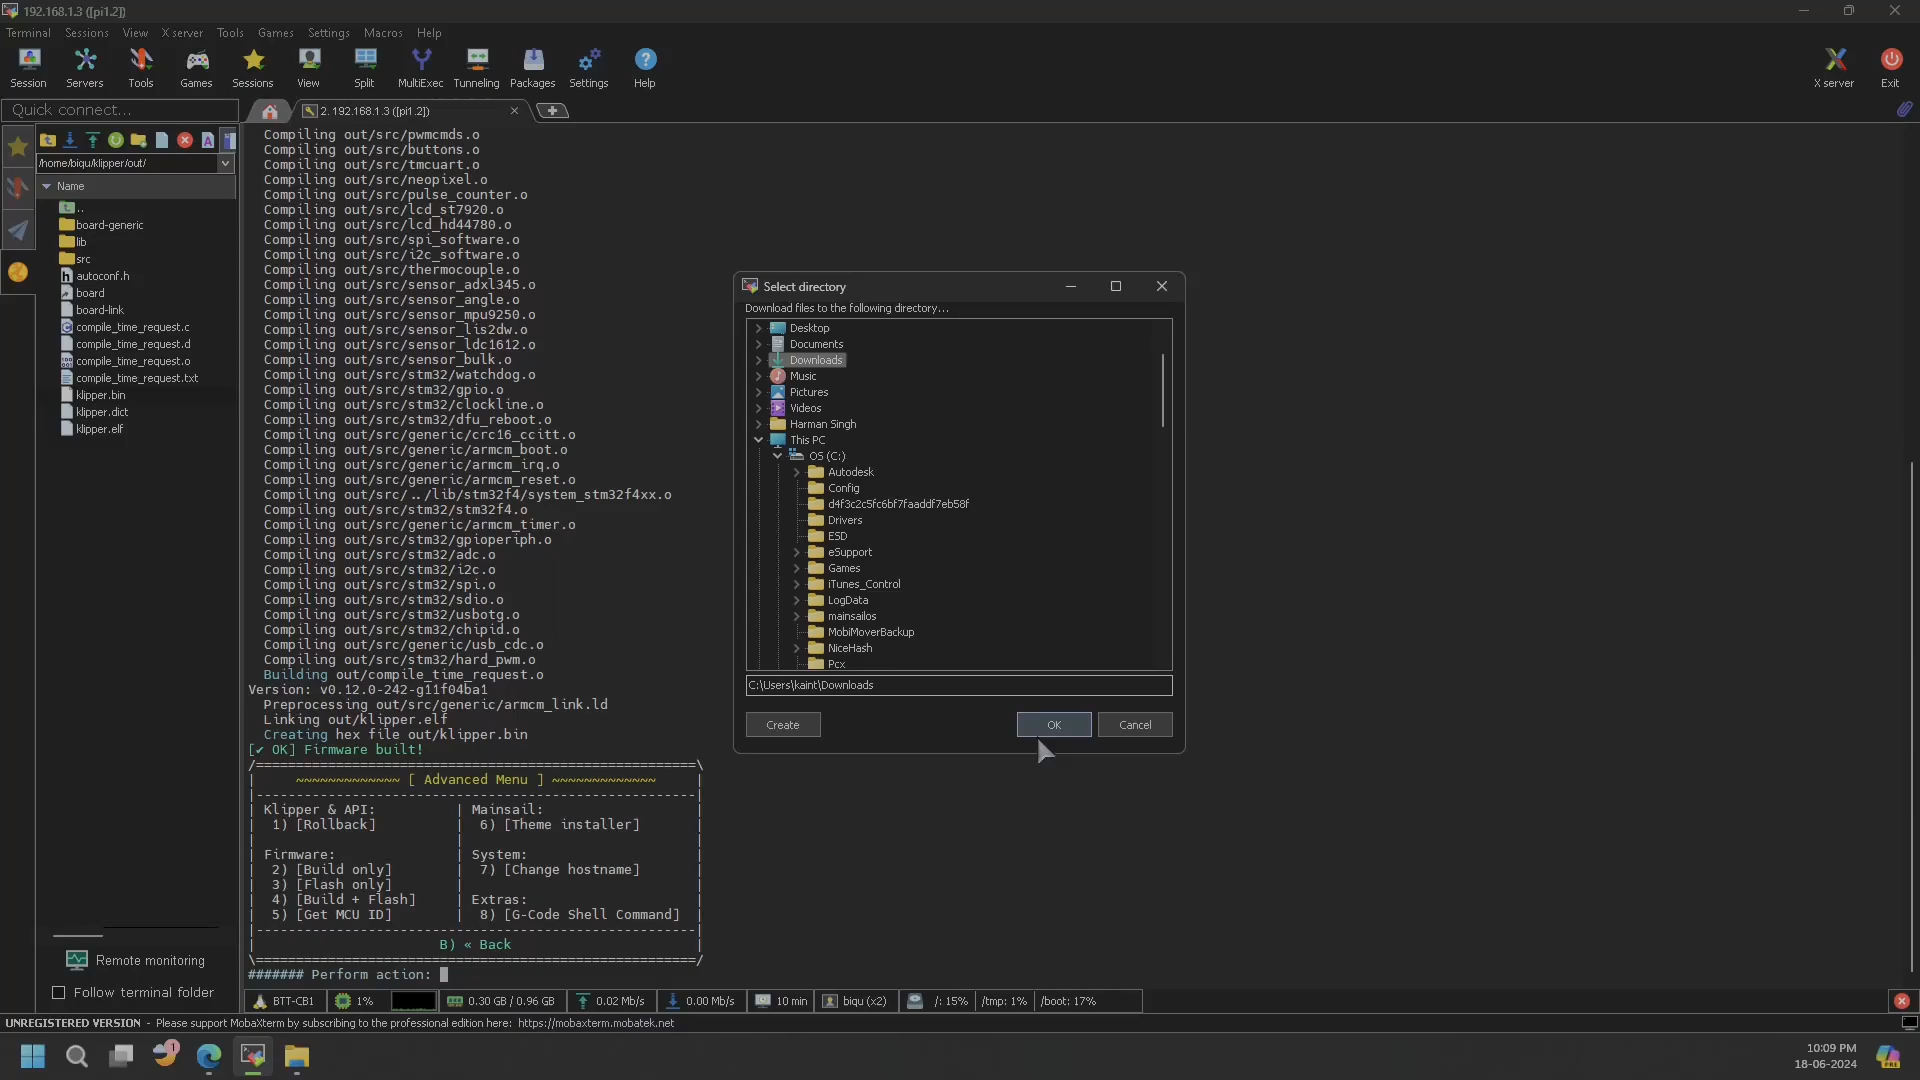 192.168.1.3 ([pi1.2])
Terminal Sessions View X server Tools Games Settings Macros Help
Session Servers Tools Games Sessions View Split MultiExec Tunneling Packages Settings Help X server Exit
Quick connect...
2. 192.168.1.3 ([pi1.2])
/home/biqu/klipper/out/
Name
..
board-generic
lib
src
autoconf.h
board
board-link
compile_time_request.c
compile_time_request.d
compile_time_request.o
compile_time_request.txt
klipper.bin
klipper.dict
klipper.elf
Remote monitoring
Follow terminal folder
Compiling out/src/pwmcmds.o
Compiling out/src/buttons.o
Compiling out/src/tmcuart.o
Compiling out/src/neopixel.o
Compiling out/src/pulse_counter.o
Compiling out/src/lcd_st7920.o
Compiling out/src/lcd_hd44780.o
Compiling out/src/spi_software.o
Compiling out/src/i2c_software.o
Compiling out/src/thermocouple.o
Compiling out/src/sensor_adxl345.o
Compiling out/src/sensor_angle.o
Compiling out/src/sensor_mpu9250.o
Compiling out/src/sensor_lis2dw.o
Compiling out/src/sensor_ldc1612.o
Compiling out/src/sensor_bulk.o
Compiling out/src/stm32/watchdog.o
Compiling out/src/stm32/gpio.o
Compiling out/src/stm32/clockline.o
Compiling out/src/stm32/dfu_reboot.o
Compiling out/src/generic/crc16_ccitt.o
Compiling out/src/generic/armcm_boot.o
Compiling out/src/generic/armcm_irq.o
Compiling out/src/generic/armcm_reset.o
Compiling out/src/../lib/stm32f4/system_stm32f4xx.o
Compiling out/src/stm32/stm32f4.o
Compiling out/src/generic/armcm_timer.o
Compiling out/src/stm32/gpioperiph.o
Compiling out/src/stm32/adc.o
Compiling out/src/stm32/i2c.o
Compiling out/src/stm32/spi.o
Compiling out/src/stm32/sdio.o
Compiling out/src/stm32/usbotg.o
Compiling out/src/stm32/chipid.o
Compiling out/src/generic/usb_cdc.o
Compiling out/src/stm32/hard_pwm.o
Building out/compile_time_request.o
Version: v0.12.0-242-g11f04ba1
Preprocessing out/src/generic/armcm_link.ld
Linking out/klipper.elf
Creating hex file out/klipper.bin
[✔ OK] Firmware built!
/=======================================================\
| ~~~~~~~~~~~~~ [ Advanced Menu ] ~~~~~~~~~~~~~ |
|-------------------------------------------------------|
| Klipper & API: | Mainsail: |
| 1) [Rollback] | 6) [Theme installer] |
| | |
| Firmware: | System: |
| 2) [Build only] | 7) [Change hostname] |
| 3) [Flash only] | |
| 4) [Build + Flash] | Extras: |
| 5) [Get MCU ID] | 8) [G-Code Shell Command] |
|-------------------------------------------------------|
| B) « Back |
\=======================================================/
####### Perform action:
Select directory
Download files to the following directory...
Desktop
Documents
Downloads
Music
Pictures
Videos
Harman Singh
This PC
OS (C:)
Autodesk
Config
d4f3c2c5fc6bf7faaddf7eb58f
Drivers
ESD
eSupport
Games
iTunes_Control
LogData
mainsailos
MobiMoverBackup
NiceHash
Pcx
C:\Users\kaint\Downloads
Create OK Cancel
BTT-CB1 1% 0.30 GB / 0.96 GB 0.02 Mb/s 0.00 Mb/s 10 min biqu (x2) /: 15% /tmp: 1% /boot: 17%
UNREGISTERED VERSION - Please support MobaXterm by subscribing to the professional edition here: https://mobaxterm.mobatek.net
1
10:09 PM
18-06-2024
PRE